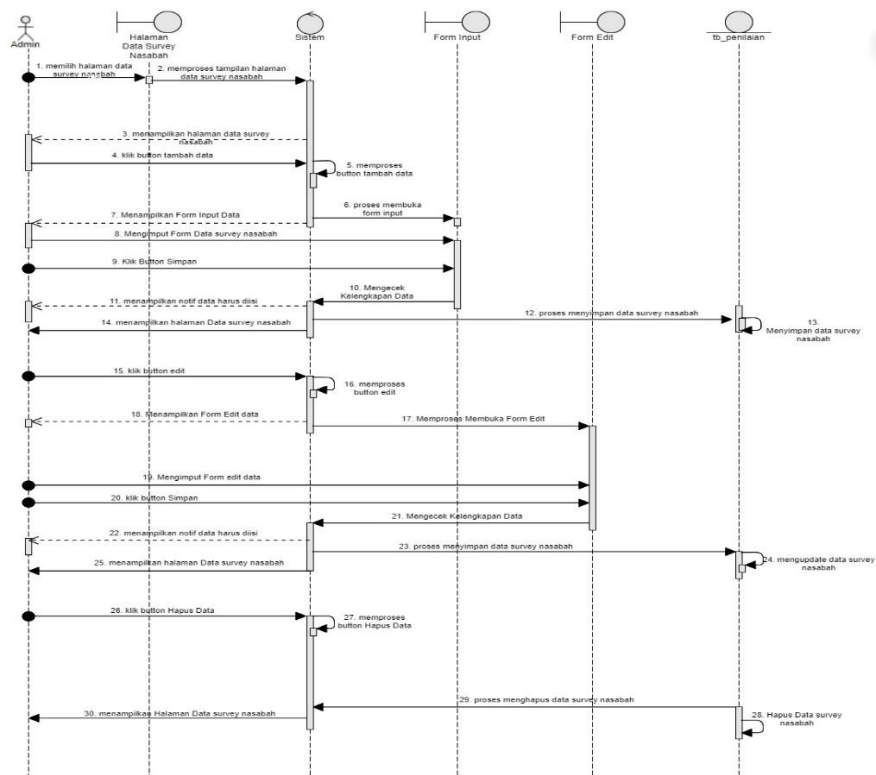 Admin
Halaman
Data Survey
Nasabah
Sistem
Form Input
Form Edit
tb_penilaian
1. memilih halaman data
survey nasabah
2. memproses tampilan halaman
data survey nasabah
3. menampilkan halaman data survey
nasabah
4. klik button tambah data
5. memproses
button tambah data
6. proses membuka
form input
7. Menampilkan Form Input Data
8. Mengimput Form Data survey nasabah
9. Klik Button Simpan
10. Mengecek
Kelengkapan Data
11. menampilkan notif data harus diisi
12. proses menyimpan data survey nasabah
13.
Menyimpan data survey
nasabah
14. menampilkan halaman Data survey nasabah
15. klik button edit
16. memproses
button edit
17. Memproses Membuka Form Edit
18. Menampilkan Form Edit data
19. Mengimput Form edit data
20. klik button Simpan
21. Mengecek Kelengkapan Data
22. menampilkan notif data harus diisi
23. proses menyimpan data survey nasabah
24. mengupdate data survey
nasabah
25. menampilkan halaman Data survey nasabah
26. klik button Hapus Data
27. memproses
button Hapus Data
29. proses menghapus data survey nasabah
28. Hapus Data survey
nasabah
30. menampilkan Halaman Data survey nasabah